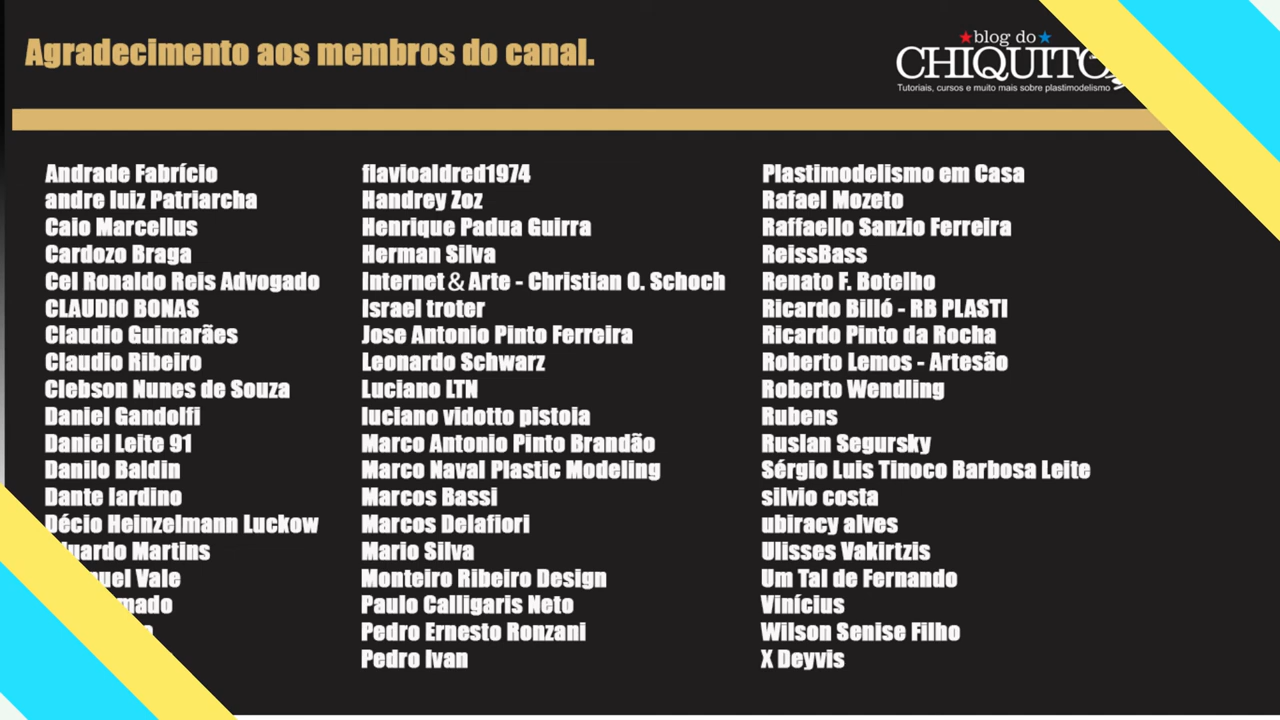 Agradecimento aos membros do canal.
blog do
CHIQUITO
Tutoriais, cursos e muito mais sobre plastimodelismo
Andrade Fabrício
andre luiz Patriarcha
Caio Marcellus
Cardozo Braga
Cel Ronaldo Reis Advogado
CLAUDIO BONAS
Claudio Guimarães
Claudio Ribeiro
Clebson Nunes de Souza
Daniel Gandolfi
Daniel Leite 91
Danilo Baldin
Dante Iardino
Décio Heinzelmann Luckow
Martins
Vale
flavioaldred1974
Handrey Zoz
Henrique Padua Guirra
Herman Silva
Internet & Arte - Christian O. Schoch
Israel troter
Jose Antonio Pinto Ferreira
Leonardo Schwarz
Luciano LTN
luciano vidotto pistoia
Marco Antonio Pinto Brandão
Marco Naval Plastic Modeling
Marcos Bassi
Marcos Delafiori
Mario Silva
Monteiro Ribeiro Design
Paulo Calligaris Neto
Pedro Ernesto Ronzani
Pedro Ivan
Plastimodelismo em Casa
Rafael Mozeto
Raffaello Sanzio Ferreira
ReissBass
Renato F. Botelho
Ricardo Billó - RB PLASTI
Ricardo Pinto da Rocha
Roberto Lemos - Artesão
Roberto Wendling
Rubens
Ruslan Segursky
Sérgio Luis Tinoco Barbosa Leite
silvio costa
ubiracy alves
Ulisses Vakirtzis
Um Tal de Fernando
Vinícius
Wilson Senise Filho
X Deyvis